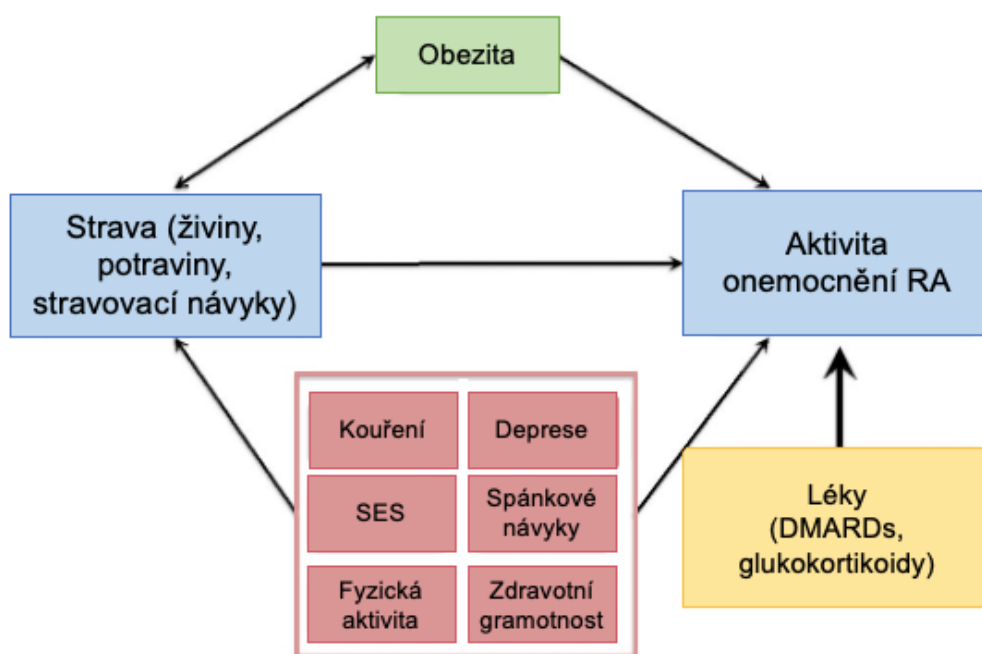 Obezita
Strava (živiny,
potraviny,
stravovací návyky)
Aktivita
onemocnění RA
Kouření
Deprese
SES
Spánkové
návyky
Fyzická
aktivita
Zdravotní
gramotnost
Léky
(DMARDs,
glukokortikoidy)